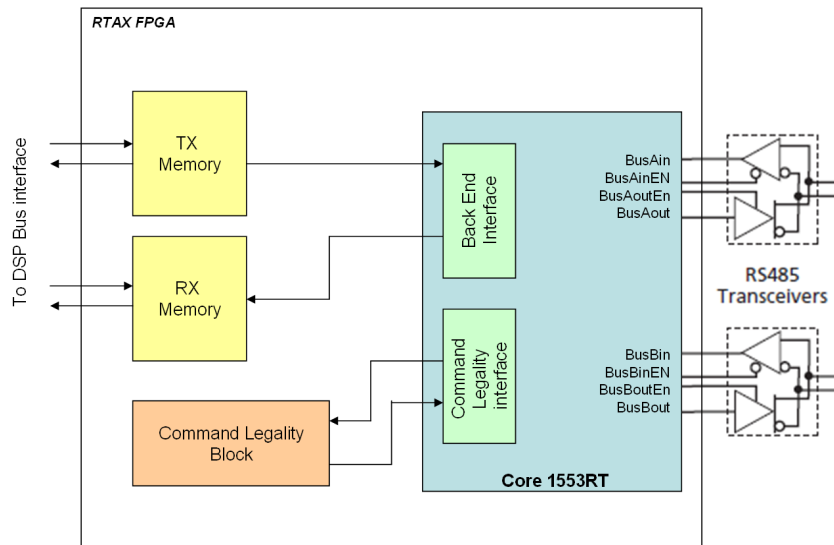 RTAX FPGA
To DSP Bus interface
TX
Memory
RX
Memory
Command Legality
Block
Back End
Interface
Command
Legality
interface
Core 1553RT
BusAin
BusAinEN
BusAoutEn
BusAout
BusBin
BusBinEN
BusBoutEn
BusBout
RS485
Transceivers